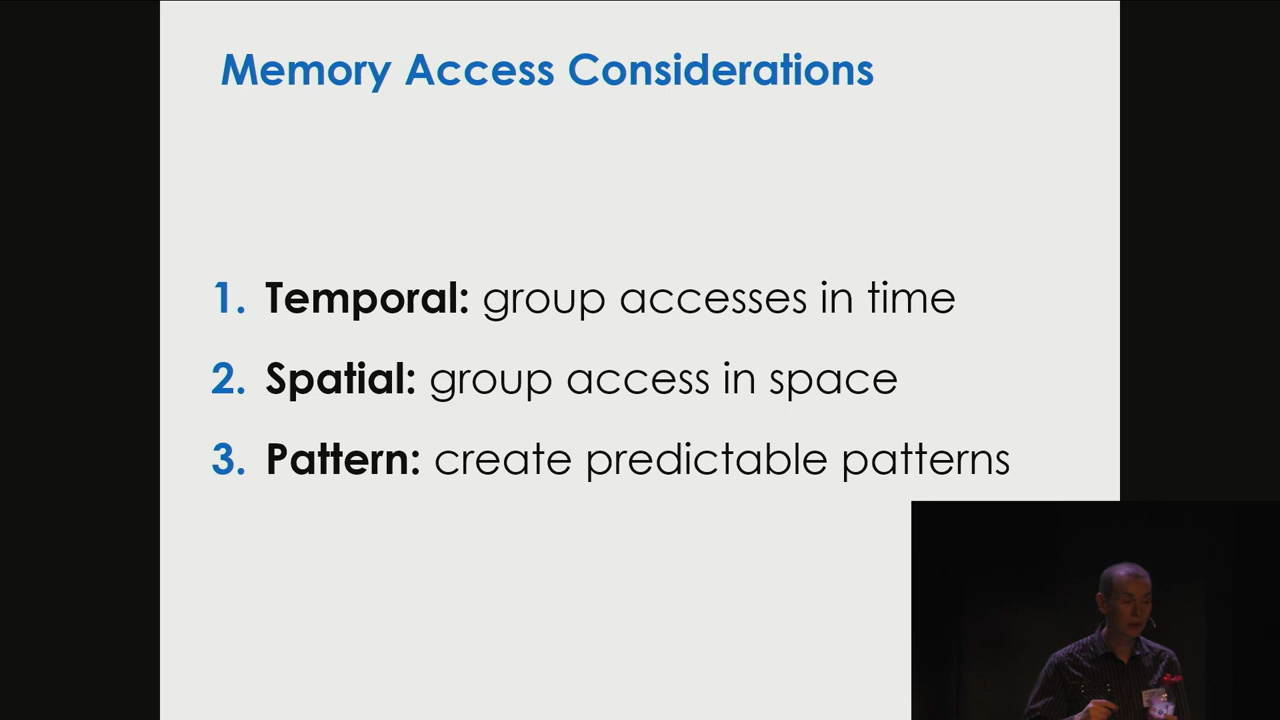 Memory Access Considerations
1. Temporal: group accesses in time
2. Spatial: group access in space
3. Pattern: create predictable patterns